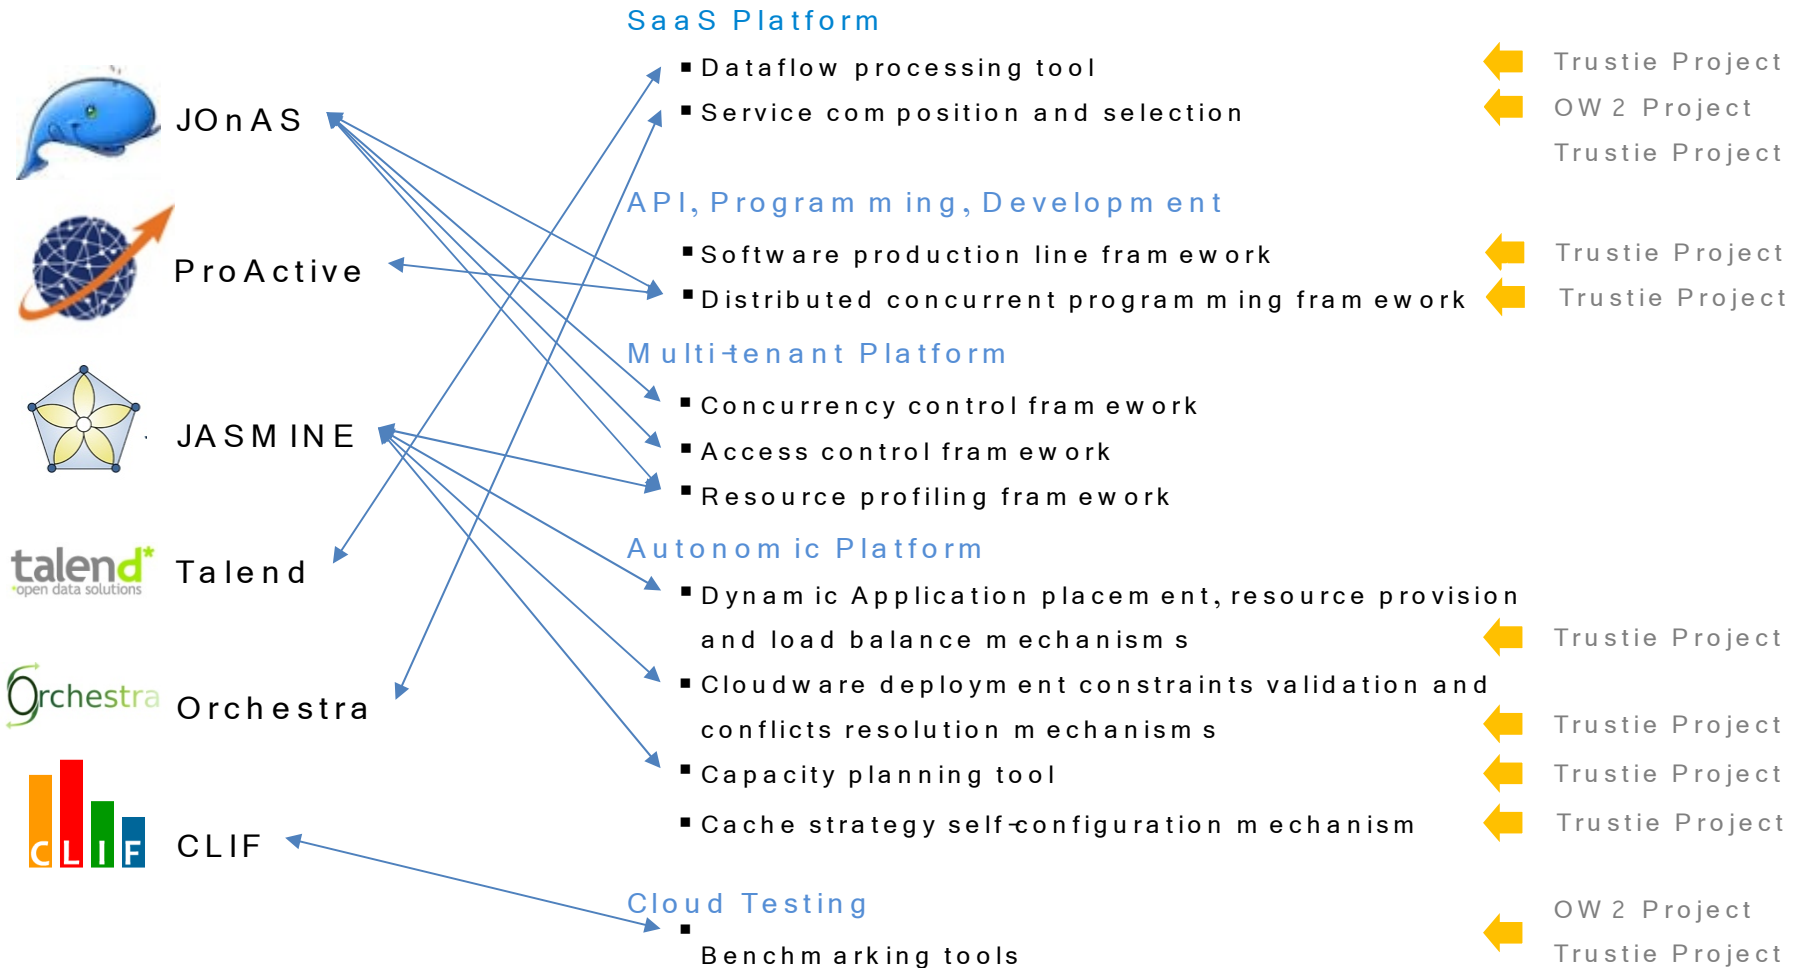 SaaS Platform
▪ Dataflow processing tool
Trustie Project
JOnAS
▪ Service composition and selection
OW2 Project
Trustie Project
API, Programming, Development
ProActive
▪ Software production line framework
Trustie Project
▪ Distributed concurrent programming framework
Trustie Project
Multi-tenant Platform
▪ Concurrency control framework
JASMINE
▪ Access control framework
▪ Resource profiling framework
Autonomic Platform
talend*
*open data solutions
Talend
▪ Dynamic Application placement, resource provision
and load balance mechanisms
Trustie Project
Orchestra
Orchestra
▪ Cloudware deployment constraints validation and
conflicts resolution mechanisms
Trustie Project
▪ Capacity planning tool
Trustie Project
▪ Cache strategy self-configuration mechanism
Trustie Project
CLIF
CLIF
Cloud Testing
▪
Benchmarking tools
OW2 Project
Trustie Project